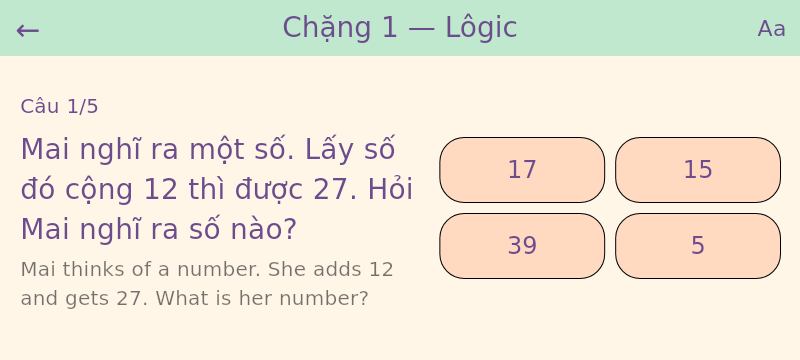 ←
Chặng 1 — Lôgic
Aa
Câu 1/5
Mai nghĩ ra một số. Lấy số
đó cộng 12 thì được 27. Hỏi
Mai nghĩ ra số nào?
Mai thinks of a number. She adds 12
and gets 27. What is her number?
17
15
39
5